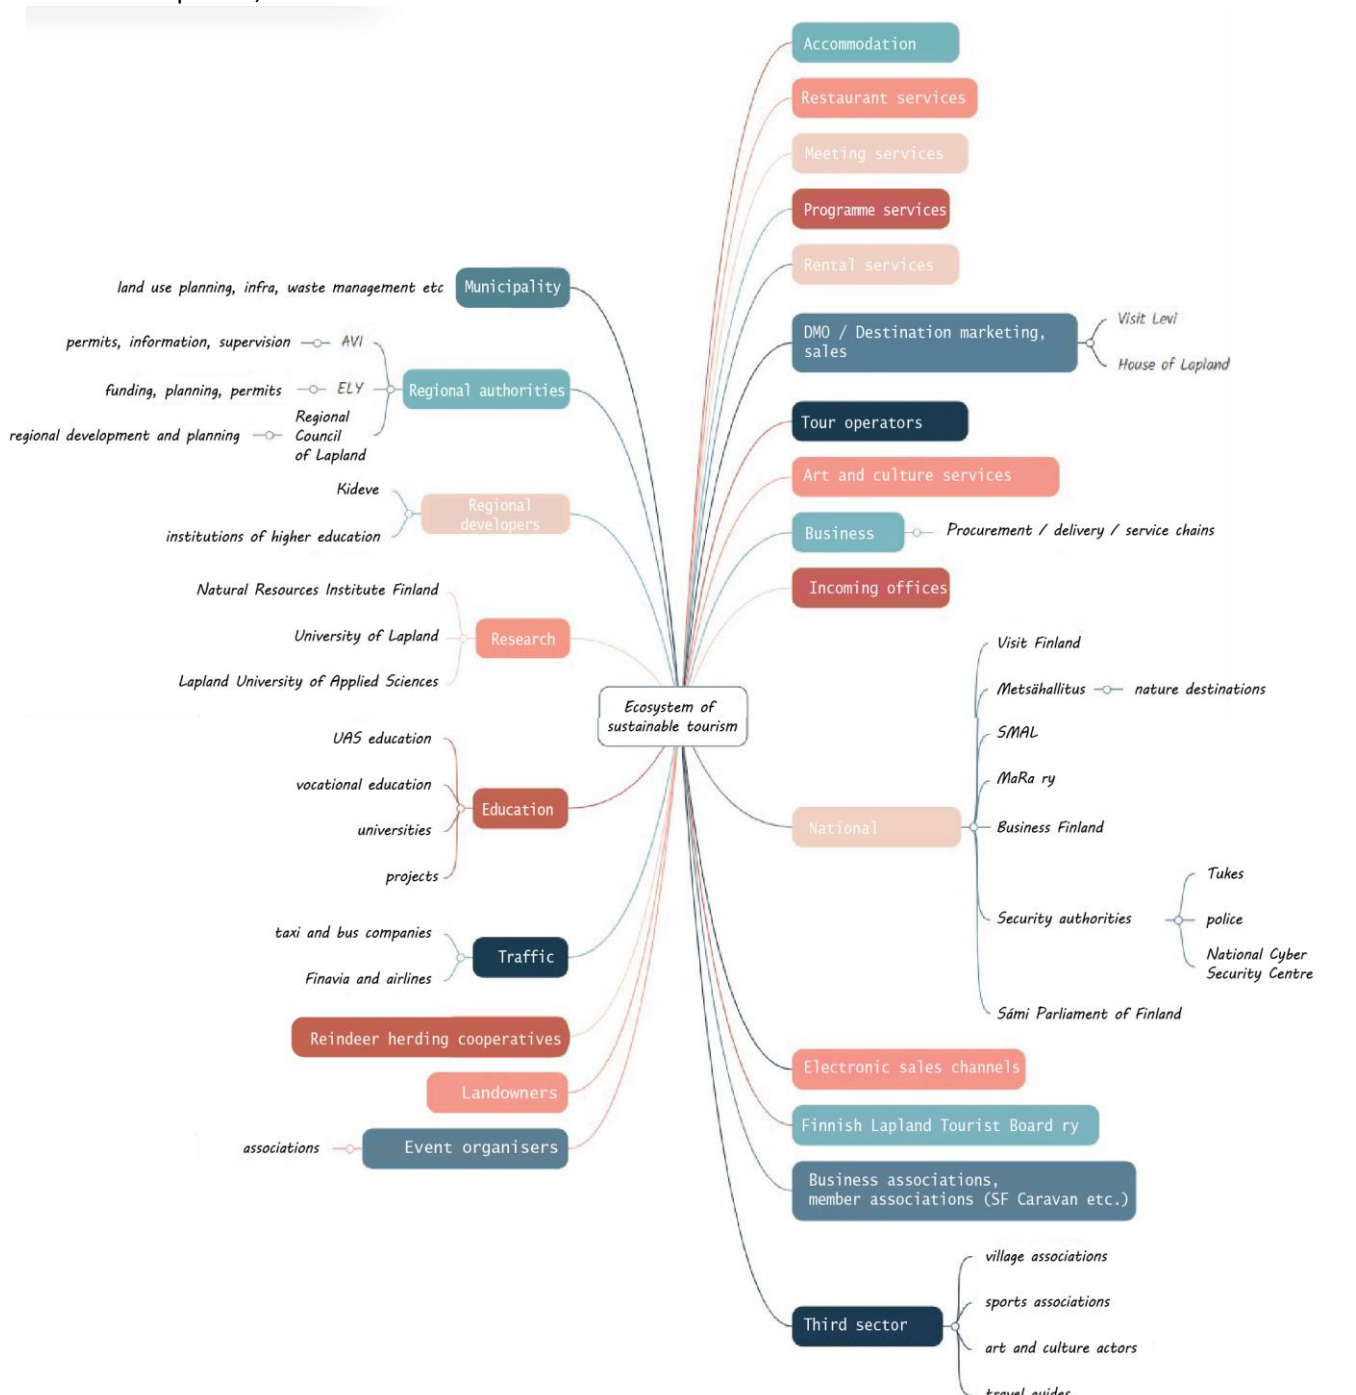 Accommodation
Restaurant services
Meeting services
Programme services
Rental services
DMO / Destination marketing,
sales
Visit Levi
House of Lapland
Tour operators
Art and culture services
Business
Procurement / delivery / service chains
Incoming offices
land use planning, infra, waste management etc
Municipality
permits, information, supervision
AVI
funding, planning, permits
ELY
Regional authorities
regional development and planning
Regional
Council
of Lapland
Kideve
institutions of higher education
Regional
developers
Natural Resources Institute Finland
University of Lapland
Lapland University of Applied Sciences
Research
Ecosystem of
sustainable tourism
UAS education
vocational education
universities
projects
Education
taxi and bus companies
Finavia and airlines
Traffic
Reindeer herding cooperatives
Landowners
associations
Event organisers
National
Visit Finland
Metsähallitus
nature destinations
SMAL
MaRa ry
Business Finland
Security authorities
Tukes
police
National Cyber
Security Centre
Sámi Parliament of Finland
Electronic sales channels
Finnish Lapland Tourist Board ry
Business associations,
member associations (SF Caravan etc.)
Third sector
village associations
sports associations
art and culture actors
travel guides